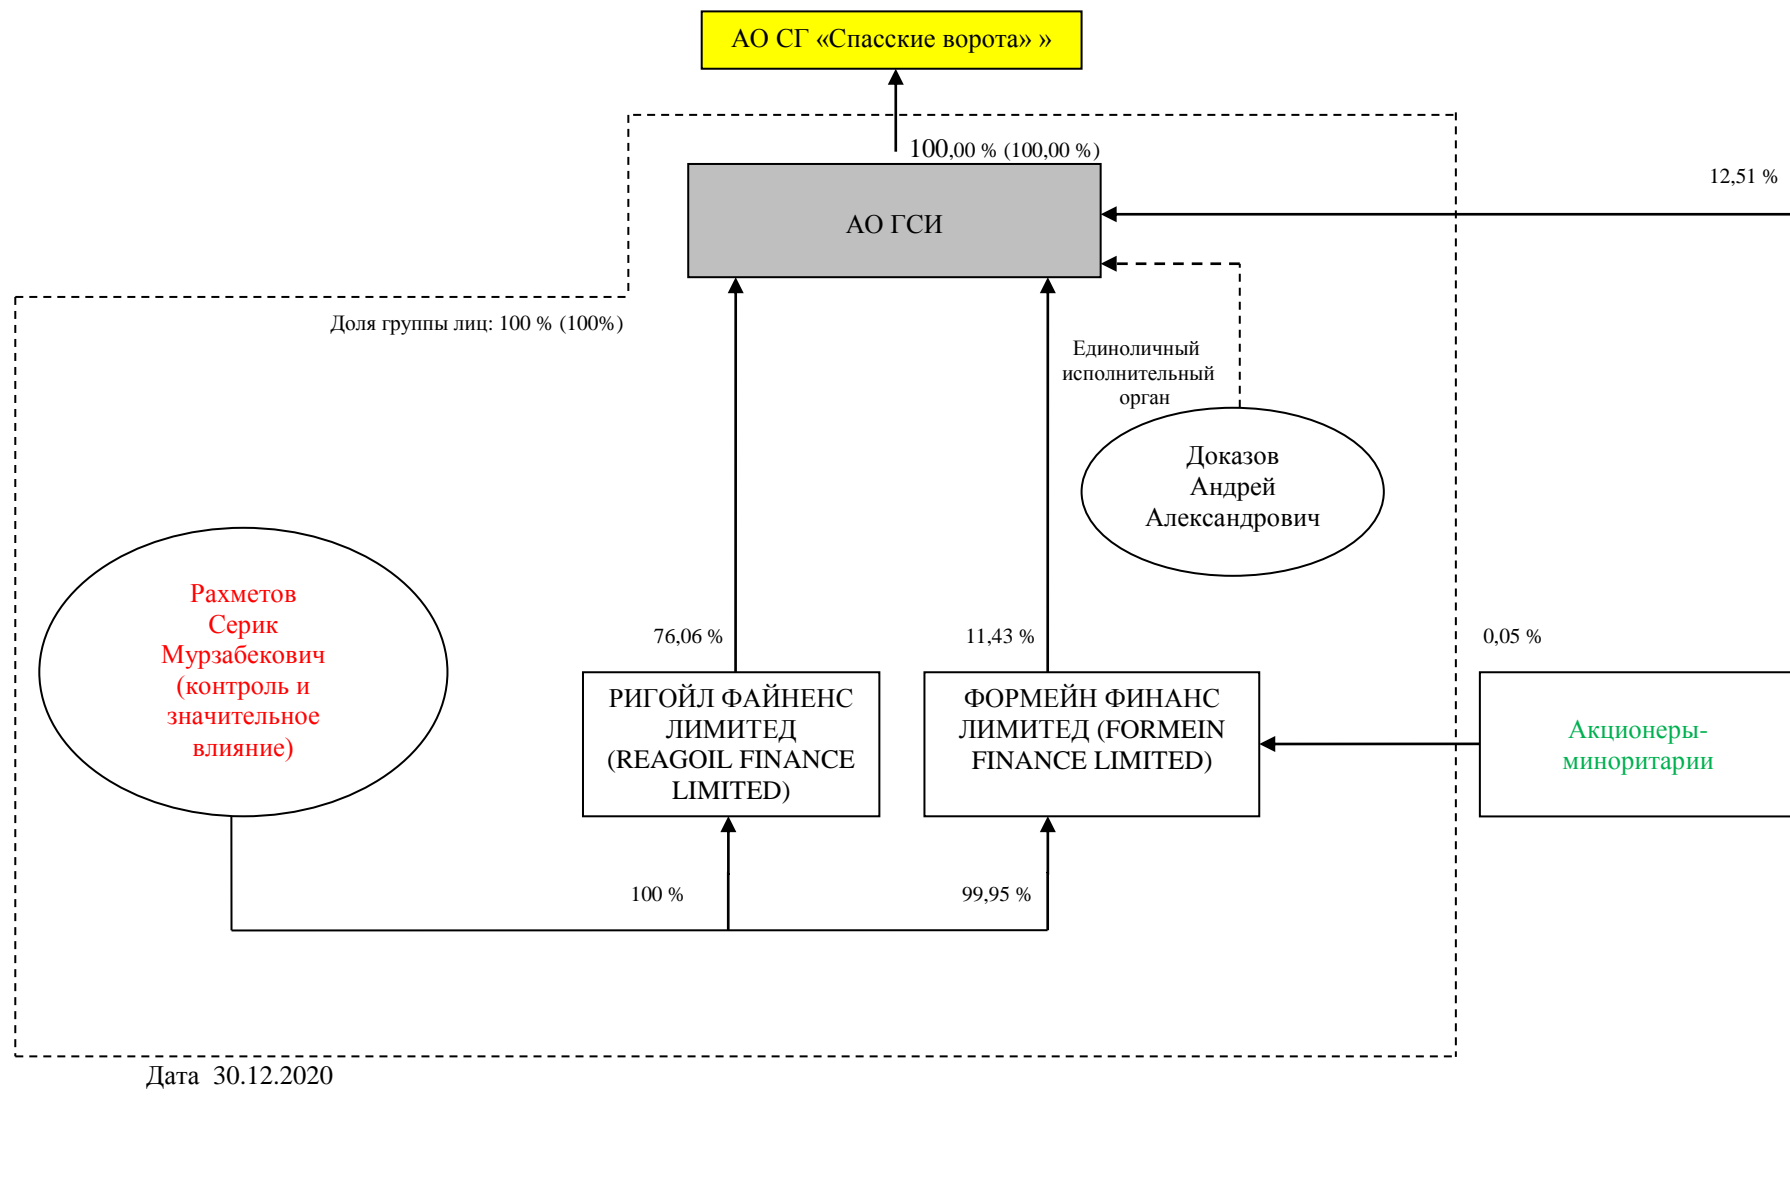 АО СГ «Спасские ворота» »
100,00 % (100,00 %)
12,51 %
АО ГСИ
Доля группы лиц: 100 % (100%)
Единоличный
исполнительный
орган
Доказов
Андрей
Александрович
Рахметов
Серик
Мурзабекович
(контроль и
значительное
влияние)
76,06 %
11,43 %
0,05 %
РИГОЙЛ ФАЙНЕНС
ЛИМИТЕД
(REAGOIL FINANCE
LIMITED)
ФОРМЕЙН ФИНАНС
ЛИМИТЕД (FORMEIN
FINANCE LIMITED)
Акционеры-
миноритарии
100 %
99,95 %
Дата 30.12.2020